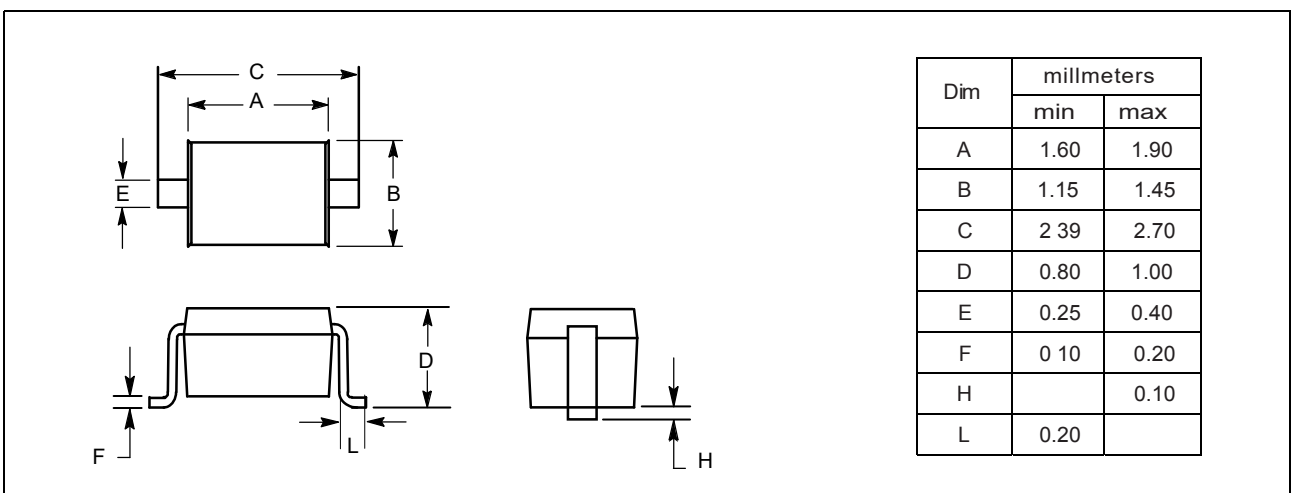 C
A
E
B
D
F
L
H
Dim millmeters
min max
A 1.60 1.90
B 1.15 1.45
C 2 39 2.70
D 0.80 1.00
E 0.25 0.40
F 0 10 0.20
H 0.10
L 0.20